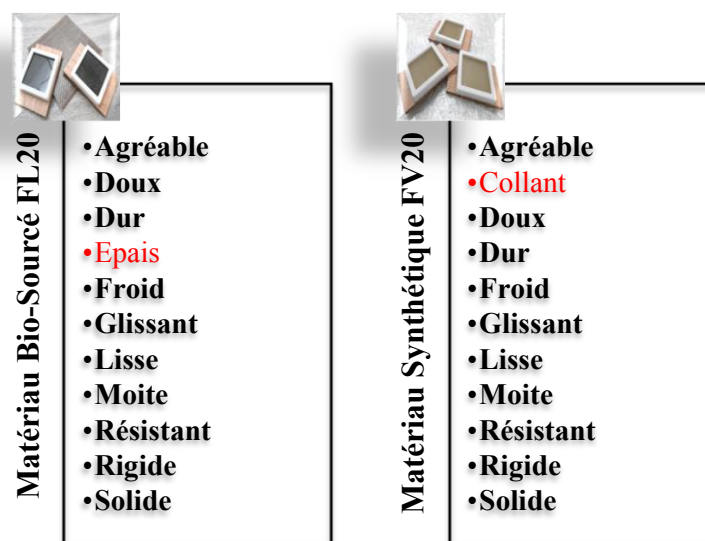 Matériau Bio-Sourcé FL20
•Agréable
•Doux
•Dur
•Epais
•Froid
•Glissant
•Lisse
•Moite
•Résistant
•Rigide
•Solide
Matériau Synthétique FV20
•Agréable
•Collant
•Doux
•Dur
•Froid
•Glissant
•Lisse
•Moite
•Résistant
•Rigide
•Solide